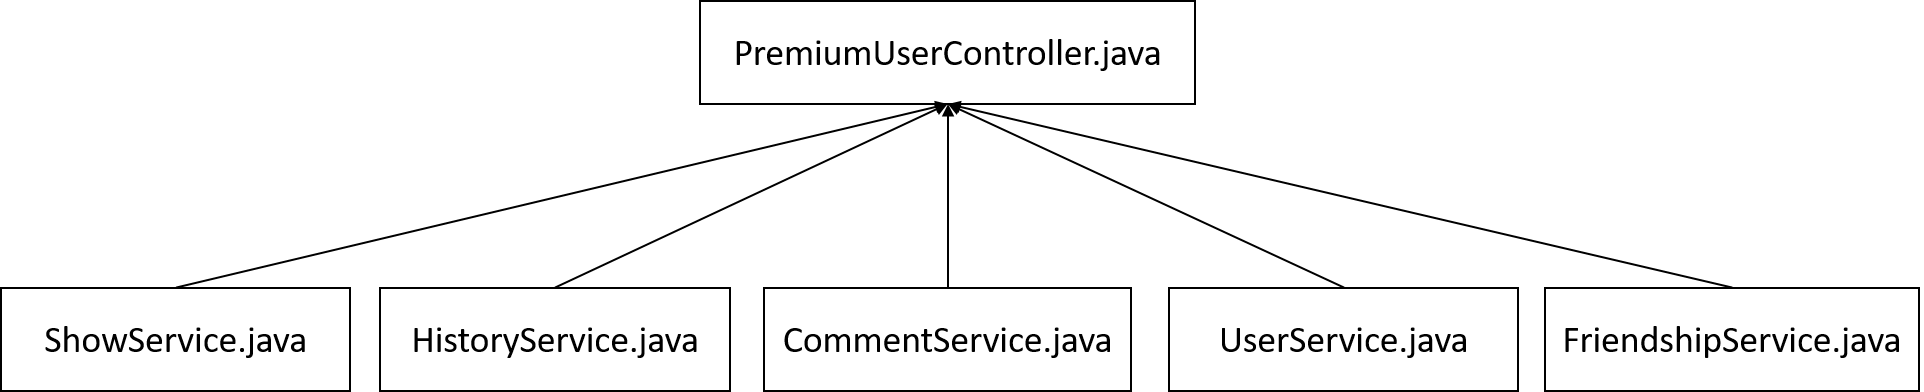 PremiumUserController.java
ShowService.java
HistoryService.java
CommentService.java
UserService.java
FriendshipService.java